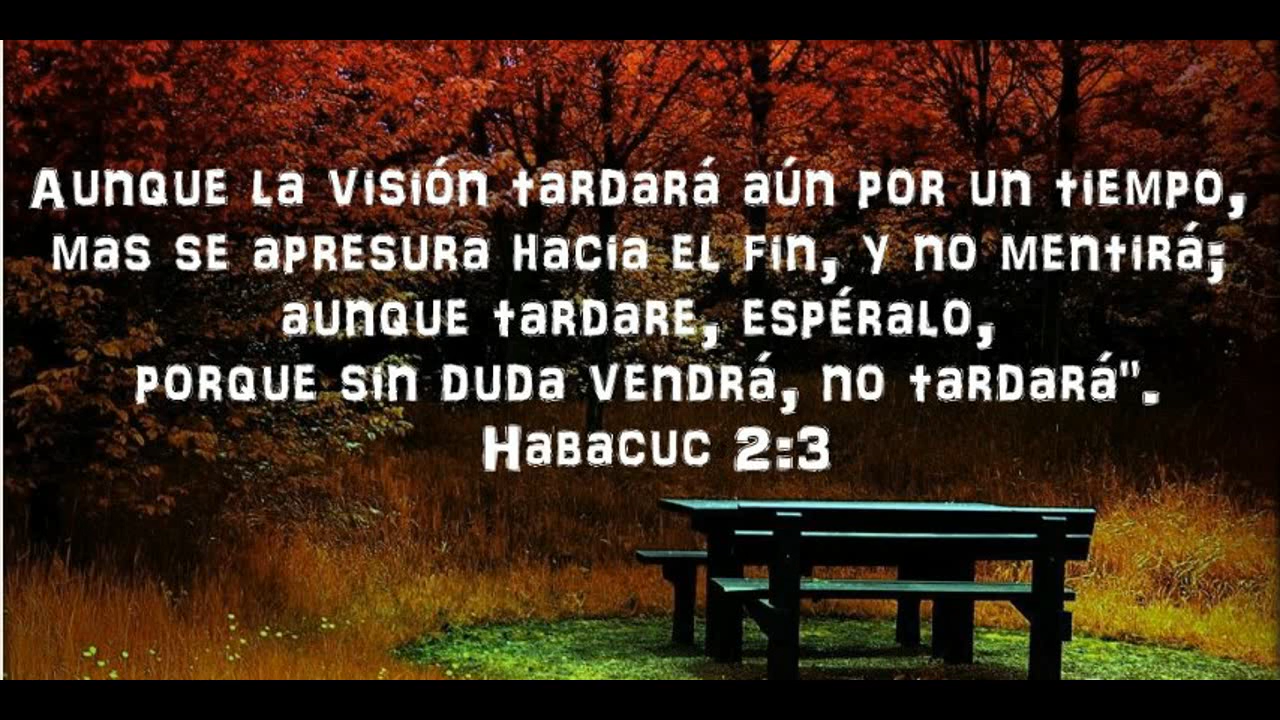 Aunque la visión tardará aún por un tiempo,
mas se apresura hacia el fin, y no mentirá;
aunque tardare, espéralo,
porque sin duda vendrá, no tardará".
Habacuc 2:3